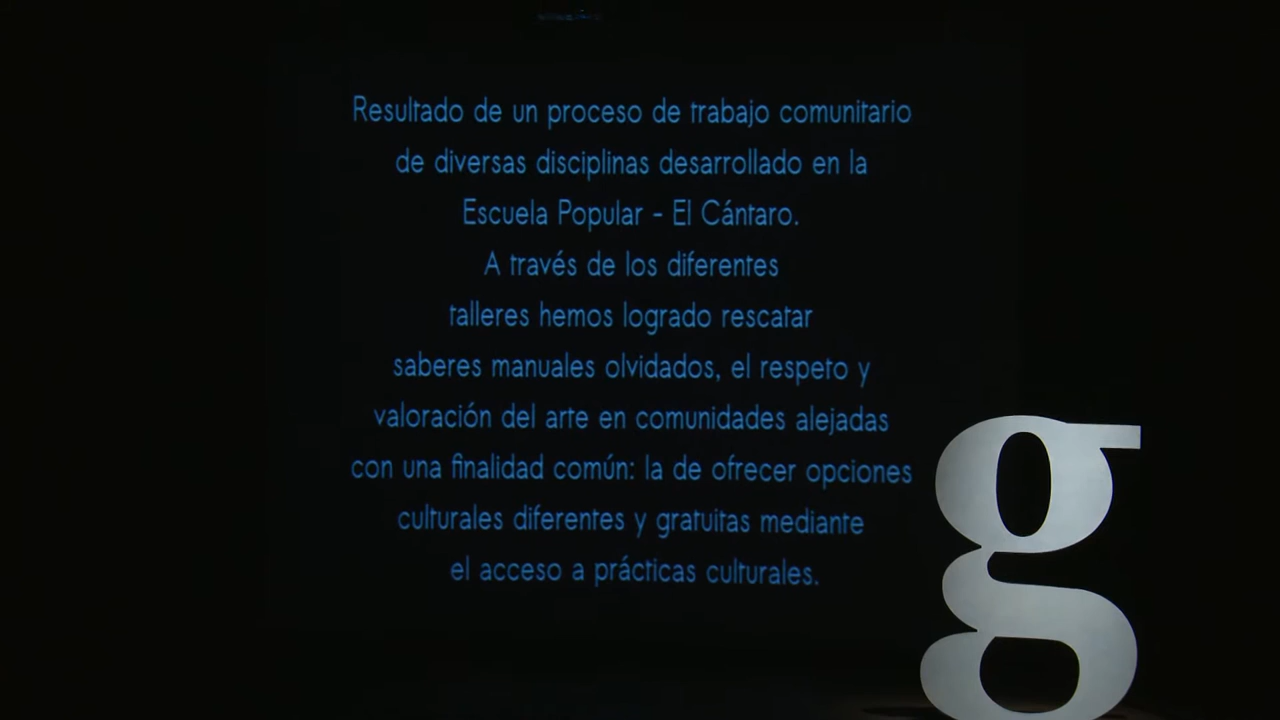 Resultado de un proceso de trabajo comunitario
de diversas disciplinas desarrollado en la
Escuela Popular - El Cántaro.
A través de los diferentes
talleres hemos logrado rescatar
saberes manuales olvidados, el respeto y
valoración del arte en comunidades alejadas
con una finalidad común: la de ofrecer opciones
culturales diferentes y gratuitas mediante
el acceso a prácticas culturales.
g